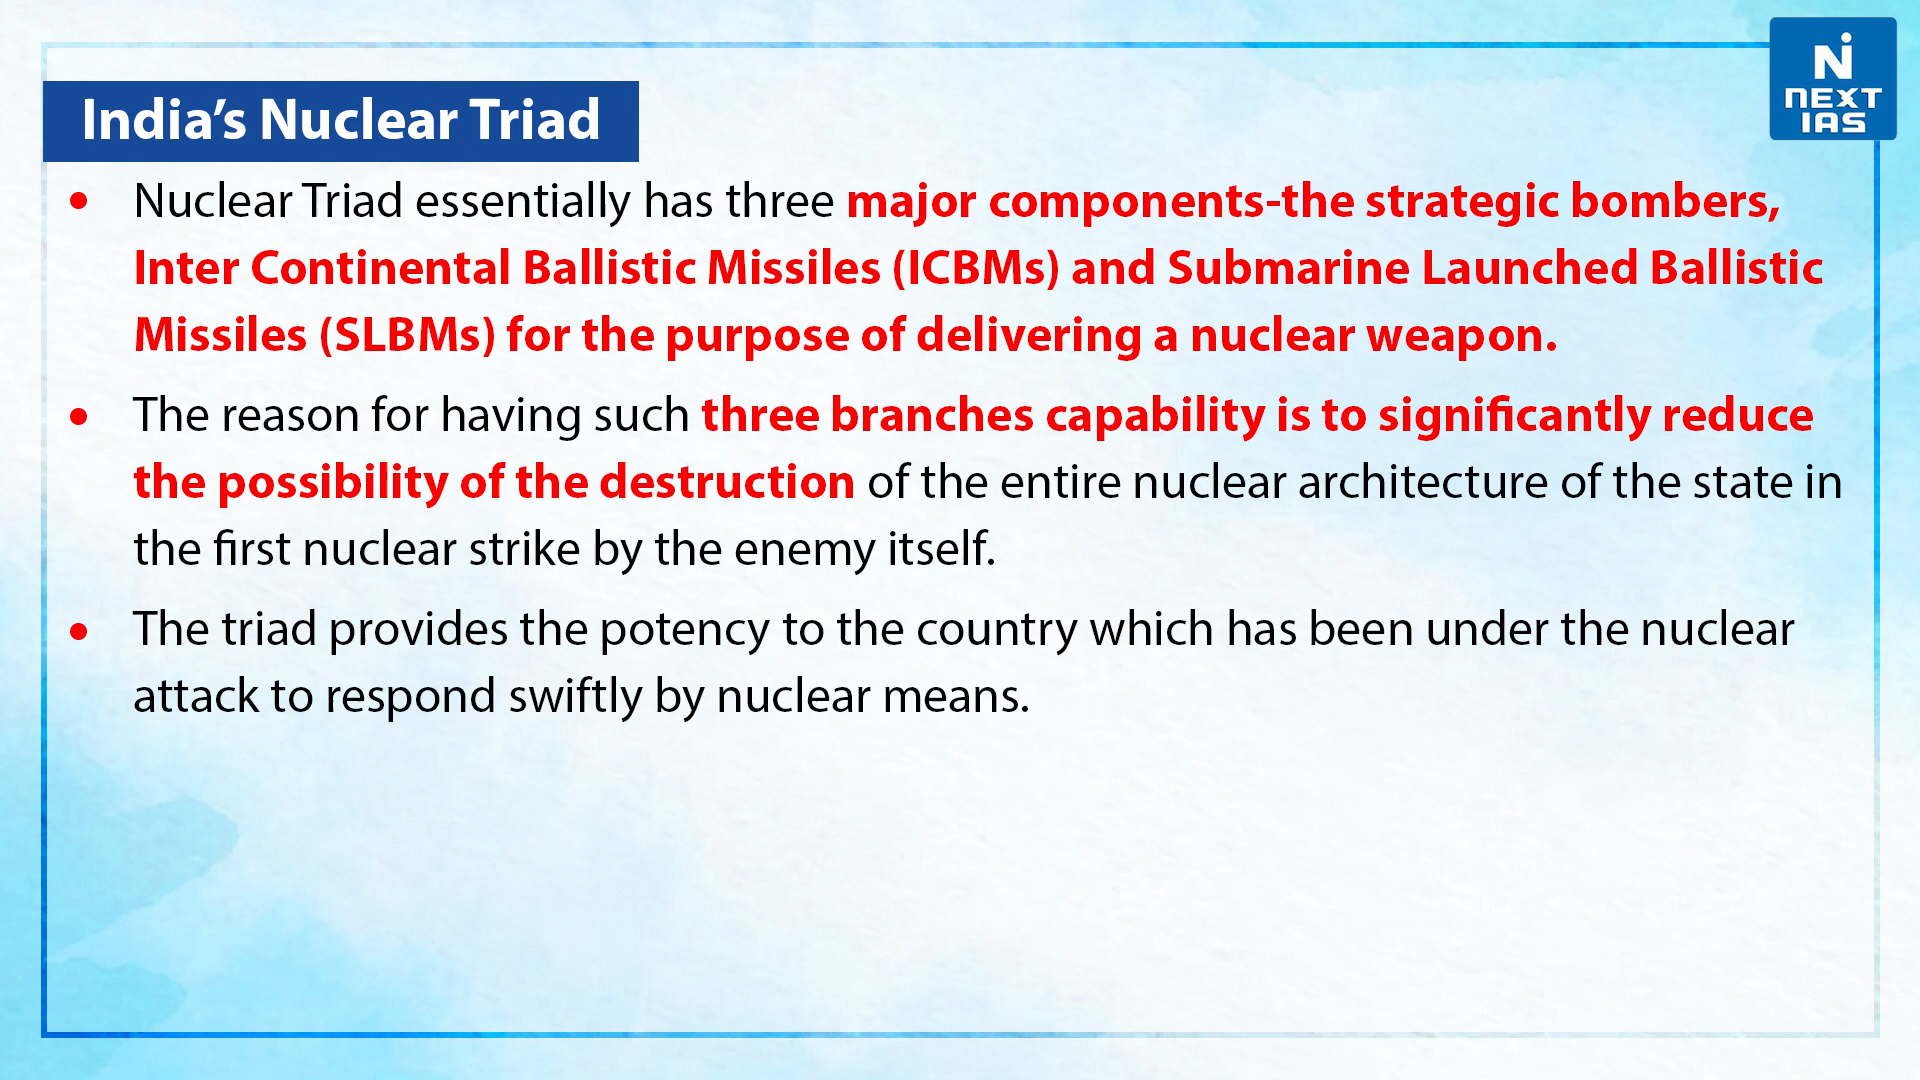 India’s Nuclear Triad
NEXT
IAS
• Nuclear Triad essentially has three major components-the strategic bombers,
Inter Continental Ballistic Missiles (ICBMs) and Submarine Launched Ballistic
Missiles (SLBMs) for the purpose of delivering a nuclear weapon.
• The reason for having such three branches capability is to significantly reduce
the possibility of the destruction of the entire nuclear architecture of the state in
the first nuclear strike by the enemy itself.
• The triad provides the potency to the country which has been under the nuclear
attack to respond swiftly by nuclear means.